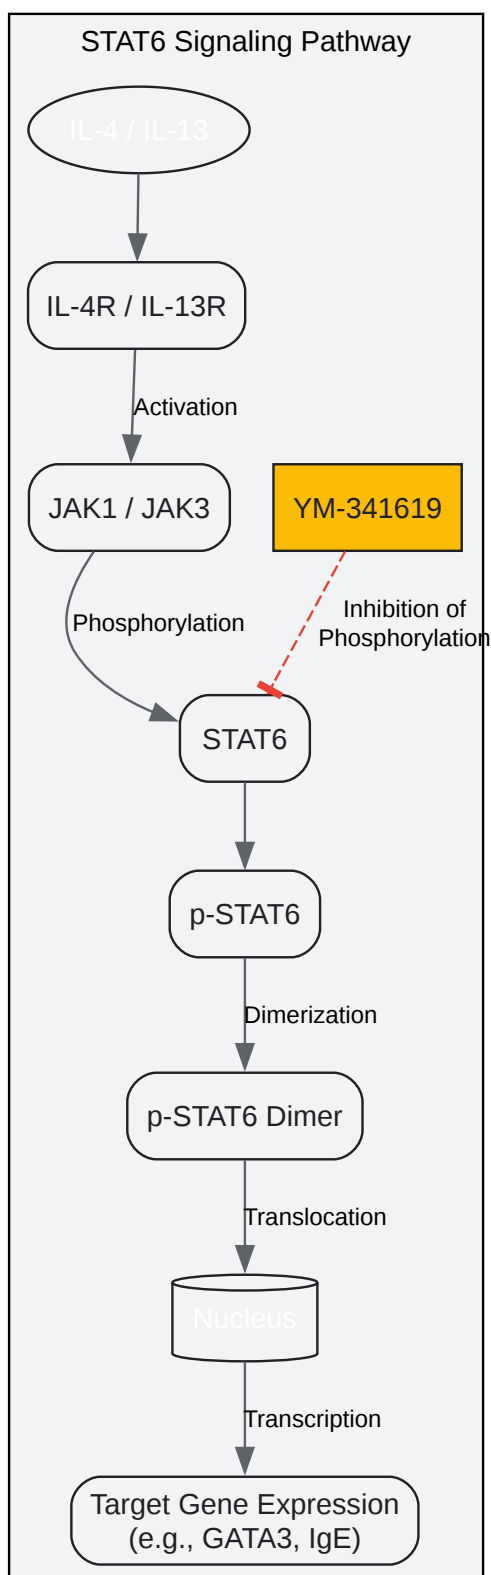 STAT6 Signaling Pathway
IL-4 / IL-13
IL-4R / IL-13R
Activation
JAK1 / JAK3
YM-341619
Phosphorylation
Inhibition of
Phosphorylation
STAT6
p-STAT6
Dimerization
p-STAT6 Dimer
Translocation
Nucleus
Transcription
Target Gene Expression
(e.g., GATA3, IgE)